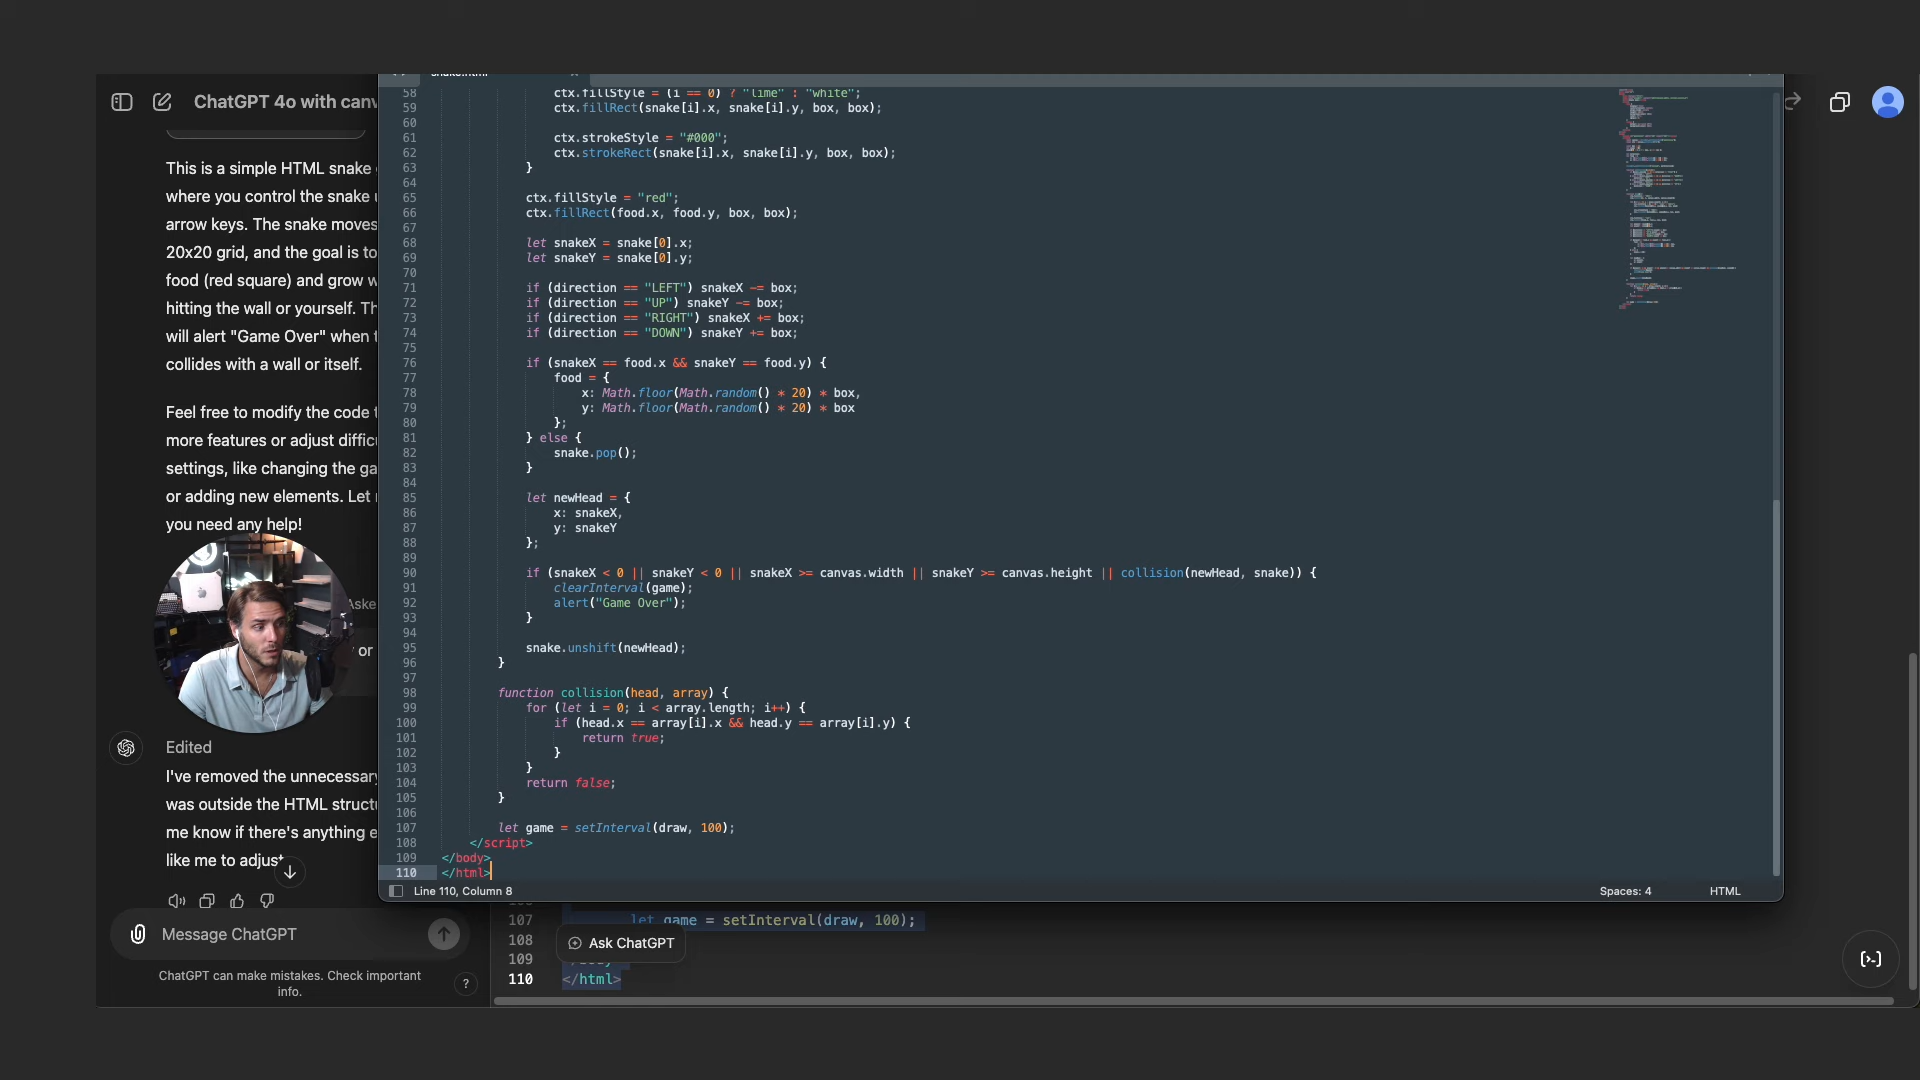 ChatGPT 4o with canv
This is a simple HTML snake
where you control the snake
arrow keys. The snake moves
20x20 grid, and the goal is to
food (red square) and grow w
hitting the wall or yourself. Th
will alert "Game Over" when t
collides with a wall or itself.
Feel free to modify the code t
more features or adjust diffic
settings, like changing the ga
or adding new elements. Let
you need any help!
Aske
or
Edited
I've removed the unnecessary
was outside the HTML struct
me know if there's anything e
like me to adjust
Message ChatGPT
ChatGPT can make mistakes. Check important
info.
?
snake.html
58 ctx.fillStyle = (i == 0) ? "lime" : "white";
59 ctx.fillRect(snake[i].x, snake[i].y, box, box);
60
61 ctx.strokeStyle = "#000";
62 ctx.strokeRect(snake[i].x, snake[i].y, box, box);
63 }
64
65 ctx.fillStyle = "red";
66 ctx.fillRect(food.x, food.y, box, box);
67
68 let snakeX = snake[0].x;
69 let snakeY = snake[0].y;
70
71 if (direction == "LEFT") snakeX -= box;
72 if (direction == "UP") snakeY -= box;
73 if (direction == "RIGHT") snakeX += box;
74 if (direction == "DOWN") snakeY += box;
75
76 if (snakeX == food.x && snakeY == food.y) {
77 food = {
78 x: Math.floor(Math.random() * 20) * box,
79 y: Math.floor(Math.random() * 20) * box
80 };
81 } else {
82 snake.pop();
83 }
84
85 let newHead = {
86 x: snakeX,
87 y: snakeY
88 };
89
90 if (snakeX < 0 || snakeY < 0 || snakeX >= canvas.width || snakeY >= canvas.height || collision(newHead, snake)) {
91 clearInterval(game);
92 alert("Game Over");
93 }
94
95 snake.unshift(newHead);
96 }
97
98 function collision(head, array) {
99 for (let i = 0; i < array.length; i++) {
100 if (head.x == array[i].x && head.y == array[i].y) {
101 return true;
102 }
103 }
104 return false;
105 }
106
107 let game = setInterval(draw, 100);
108 </script>
109 </body>
110 </html>
Line 110, Column 8
Spaces: 4
HTML
107 let game = setInterval(draw, 100);
108
Ask ChatGPT
109
110 </html>